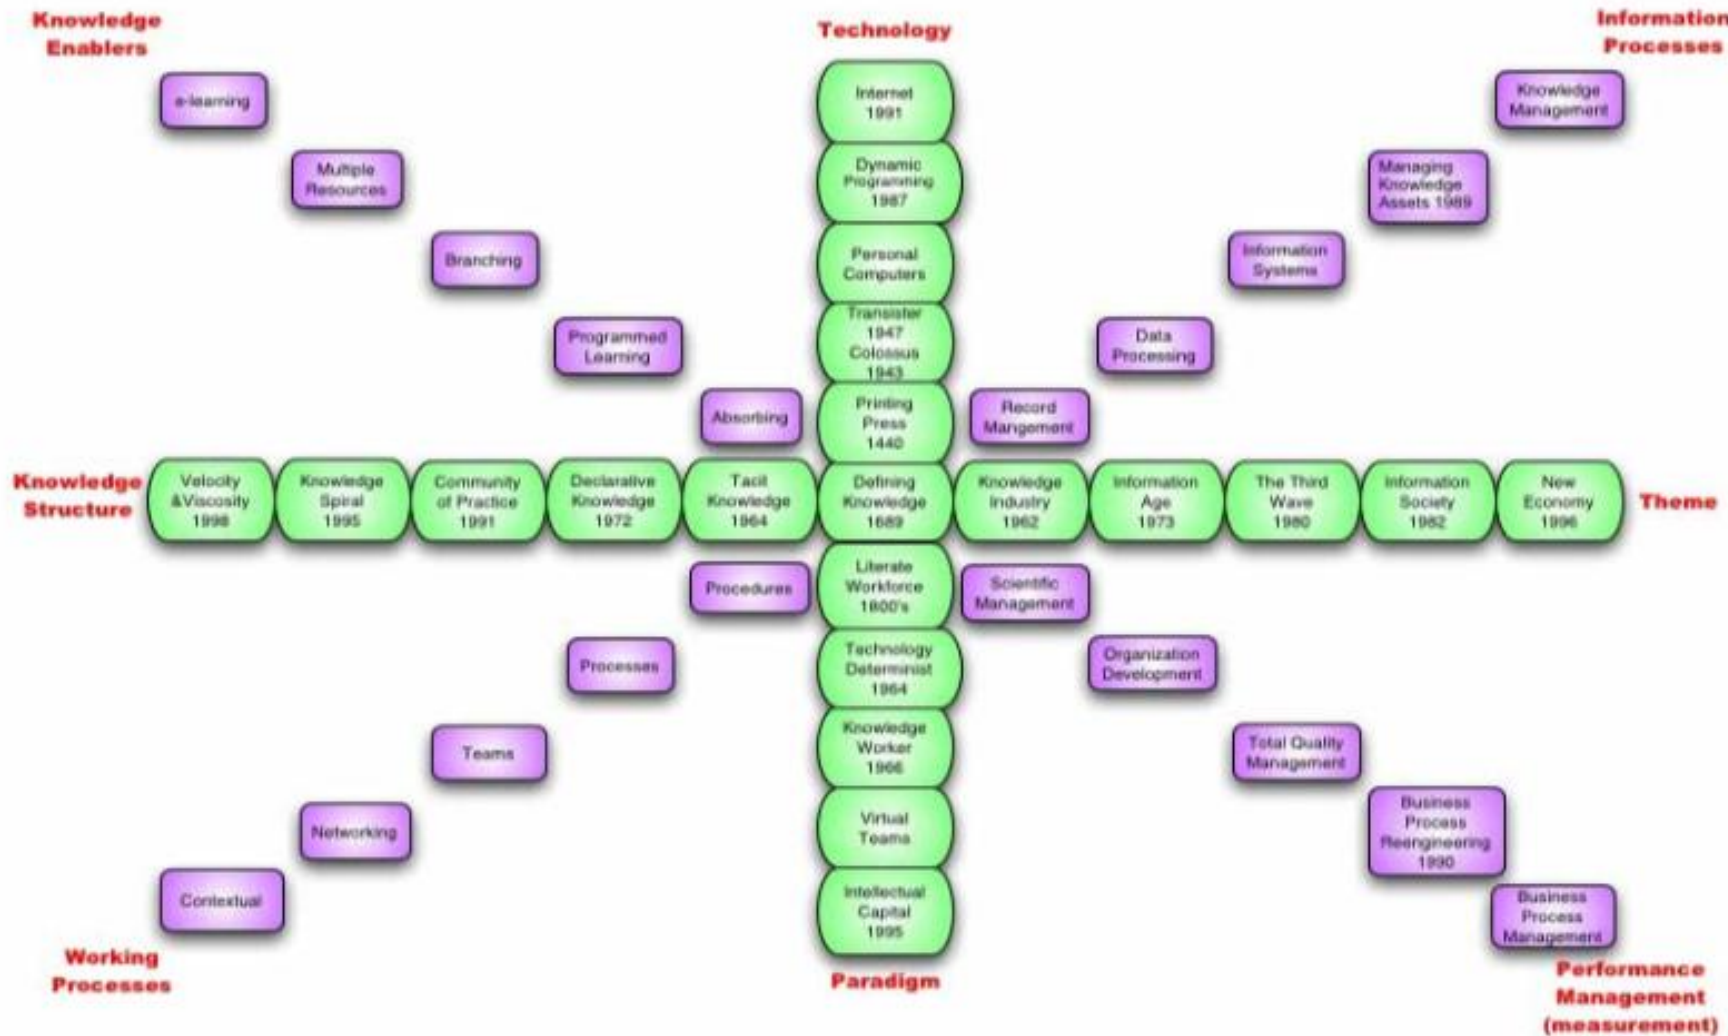 Knowledge
Enablers
Technology
Information
Processes
e-learning
Internet
1991
Knowledge
Management
Multiple
Resources
Dynamic
Programming
1987
Managing
Knowledge
Assets 1989
Branching
Personal
Computers
Information
Systems
Programmed
Learning
Transister
1947
Colossus
1943
Data
Processing
Absorbing
Printing
Press
1440
Record
Mangement
Knowledge
Structure
Velocity
&Viscosity
1998
Knowledge
Spiral
1995
Community
of Practice
1991
Declarative
Knowledge
1972
Tacit
Knowledge
1964
Defining
Knowledge
1689
Knowledge
Industry
1962
Information
Age
1973
The Third
Wave
1980
Information
Society
1982
New
Economy
1996
Theme
Procedures
Literate
Workforce
1800's
Scientific
Management
Processes
Technology
Determinist
1964
Organization
Development
Teams
Knowledge
Worker
1966
Total Quality
Management
Networking
Virtual
Teams
Business
Process
Reengineering
1990
Contextual
Intellectual
Capital
1995
Business
Process
Management
Working
Processes
Paradigm
Performance
Management
(measurement)